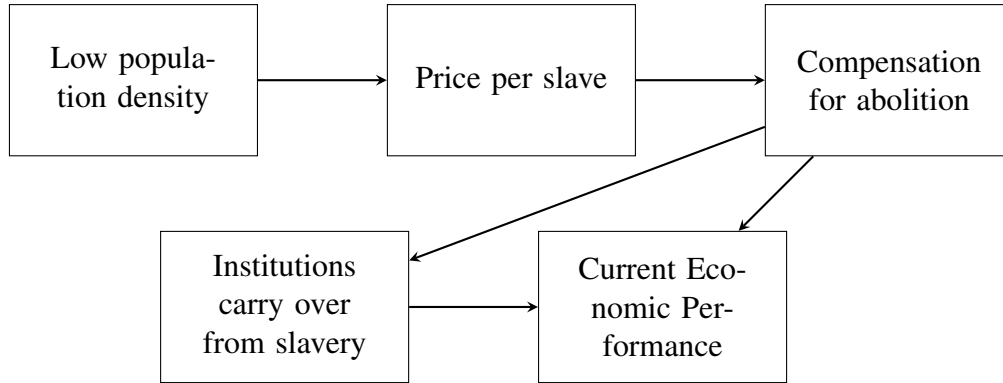 Low popula-
tion density
Price per slave
Compensation
for abolition
Institutions
carry over
from slavery
Current Eco-
nomic Per-
formance